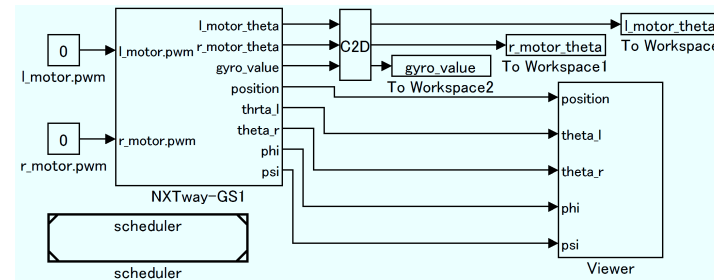 l_motor_theta
r_motor_theta
gyro_value
position
thrta_l
theta_r
phi
psi
0
l_motor.pwm
l_motor.pwm
0
r_motor.pwm
r_motor.pwm
NXTway-GS1
C2D
l_motor_theta
To Workspace
r_motor_theta
To Workspace1
gyro_value
To Workspace2
position
theta_l
theta_r
phi
psi
Viewer
scheduler
scheduler